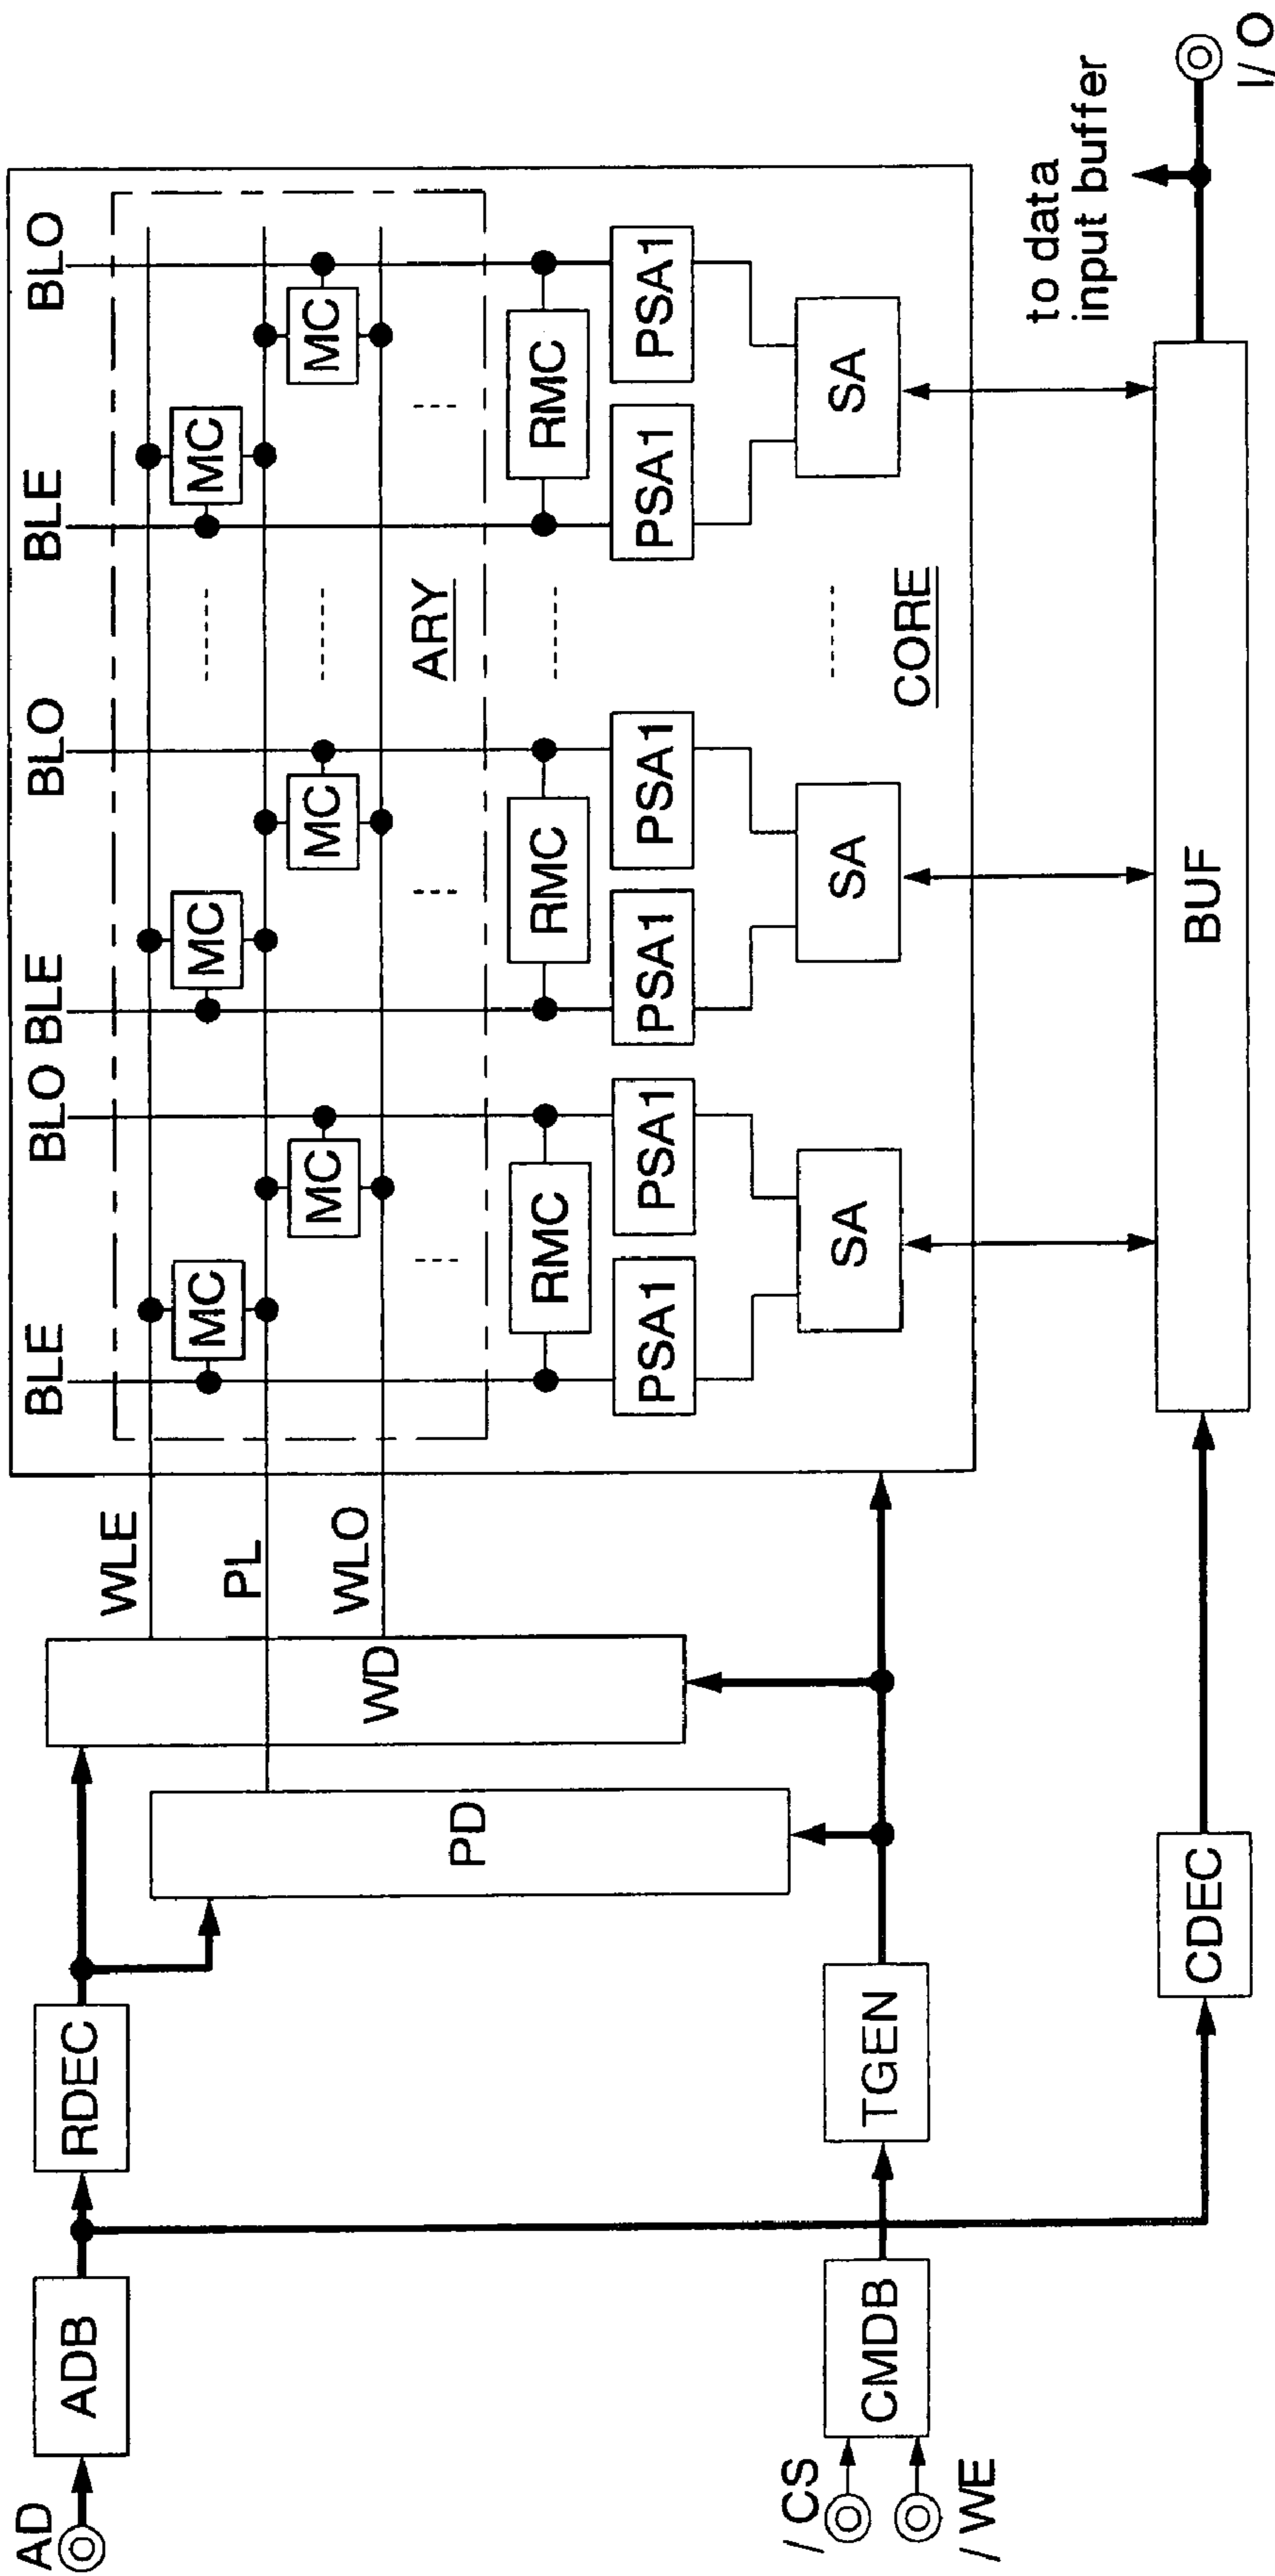 BLE
BLO
BLE
BLO
BLE
BLO
AD
ADB
RDEC
WD
PD
WLE
PL
WLO
MC
MC
MC
MC
MC
MC
ARY
RMC
RMC
RMC
PSA1
PSA1
PSA1
PSA1
PSA1
PSA1
SA
SA
SA
CORE
/ CS
/ WE
CMDB
TGEN
CDEC
BUF
to data
input buffer
I/ O